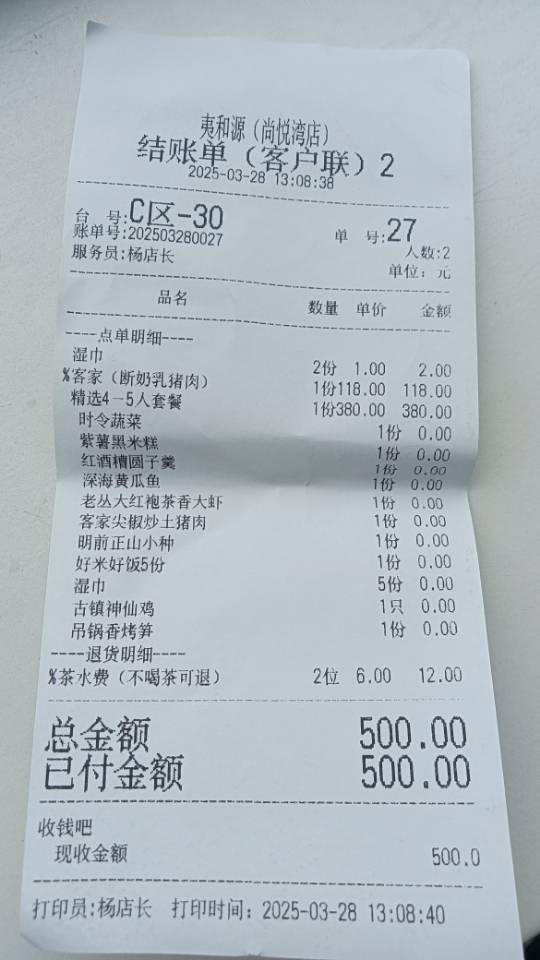 夷和源（尚悦湾店）
结账单（客户联）2
2025-03-28 13:08:38
台 号:C区-30 单 号:27
账单号:202503280027 人数:2
服务员:杨店长 单位：元
品名 数量 单价 金额
----点单明细----
湿巾 2份 1.00 2.00
%客家（断奶乳猪肉） 1份118.00 118.00
精选4－5人套餐 1份380.00 380.00
时令蔬菜 1份 0.00
紫薯黑米糕 1份 0.00
红酒糟圆子羹 1份 0.00
深海黄瓜鱼 1份 0.00
老丛大红袍茶香大虾 1份 0.00
客家尖椒炒土猪肉 1份 0.00
明前正山小种 1份 0.00
好米好饭5份 1份 0.00
湿巾 5份 0.00
古镇神仙鸡 1只 0.00
吊锅香烤笋 1份 0.00
----退货明细----
%茶水费（不喝茶可退） 2位 6.00 12.00
总金额 500.00
已付金额 500.00
收钱吧
现收金额 500.0
打印员:杨店长 打印时间：2025-03-28 13:08:40